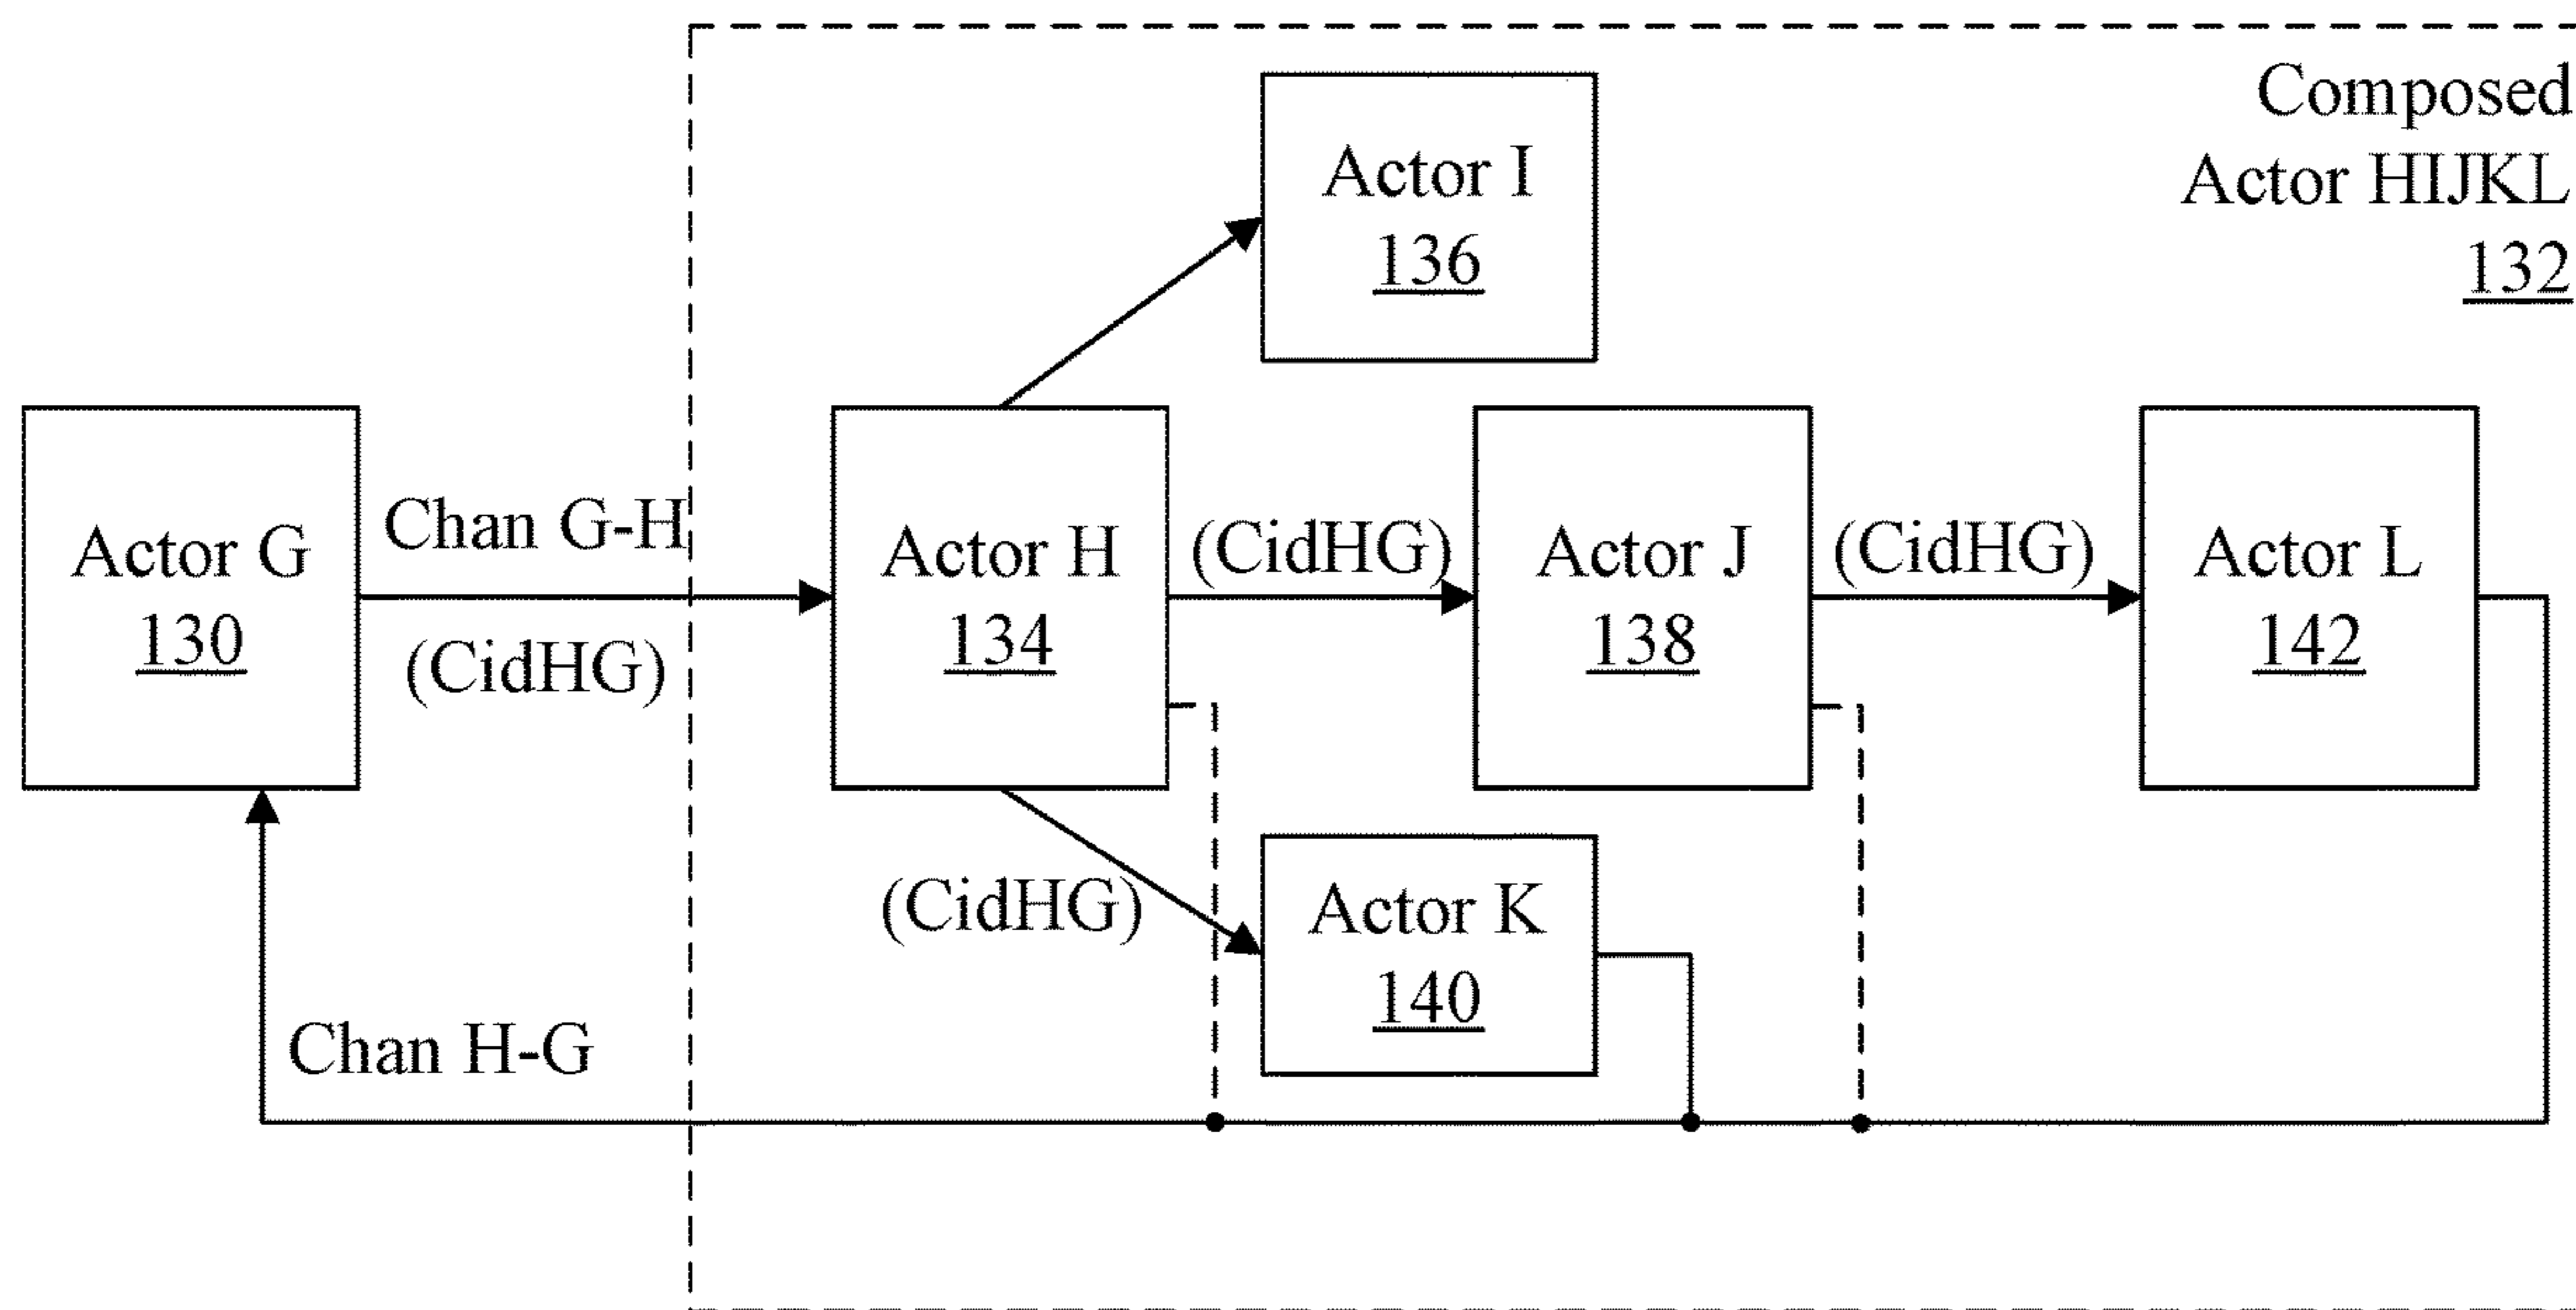 Composed
Actor HIJKL
132
Actor I
136
Actor G
130
Chan G-H
(CidHG)
Actor H
134
(CidHG)
Actor J
138
(CidHG)
Actor L
142
(CidHG)
Actor K
140
Chan H-G